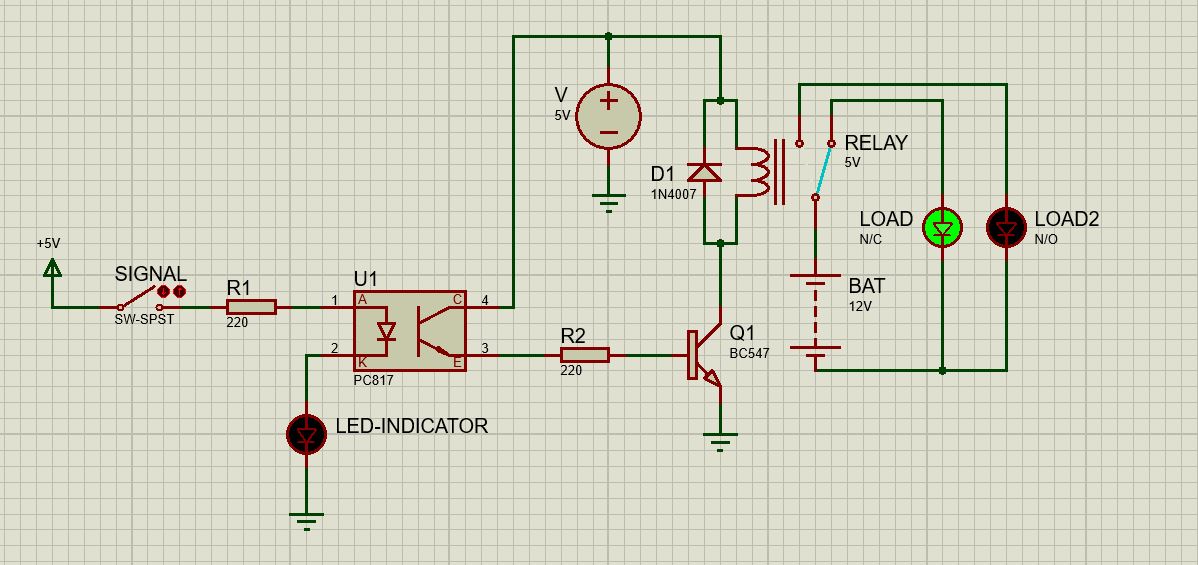 V
5V
RELAY
5V
D1
1N4007
LOAD
N/C
LOAD2
N/O
+5V
SIGNAL
SW-SPST
R1
220
U1
1
A
C
4
2
K
E
3
PC817
BAT
12V
R2
220
Q1
BC547
LED-INDICATOR